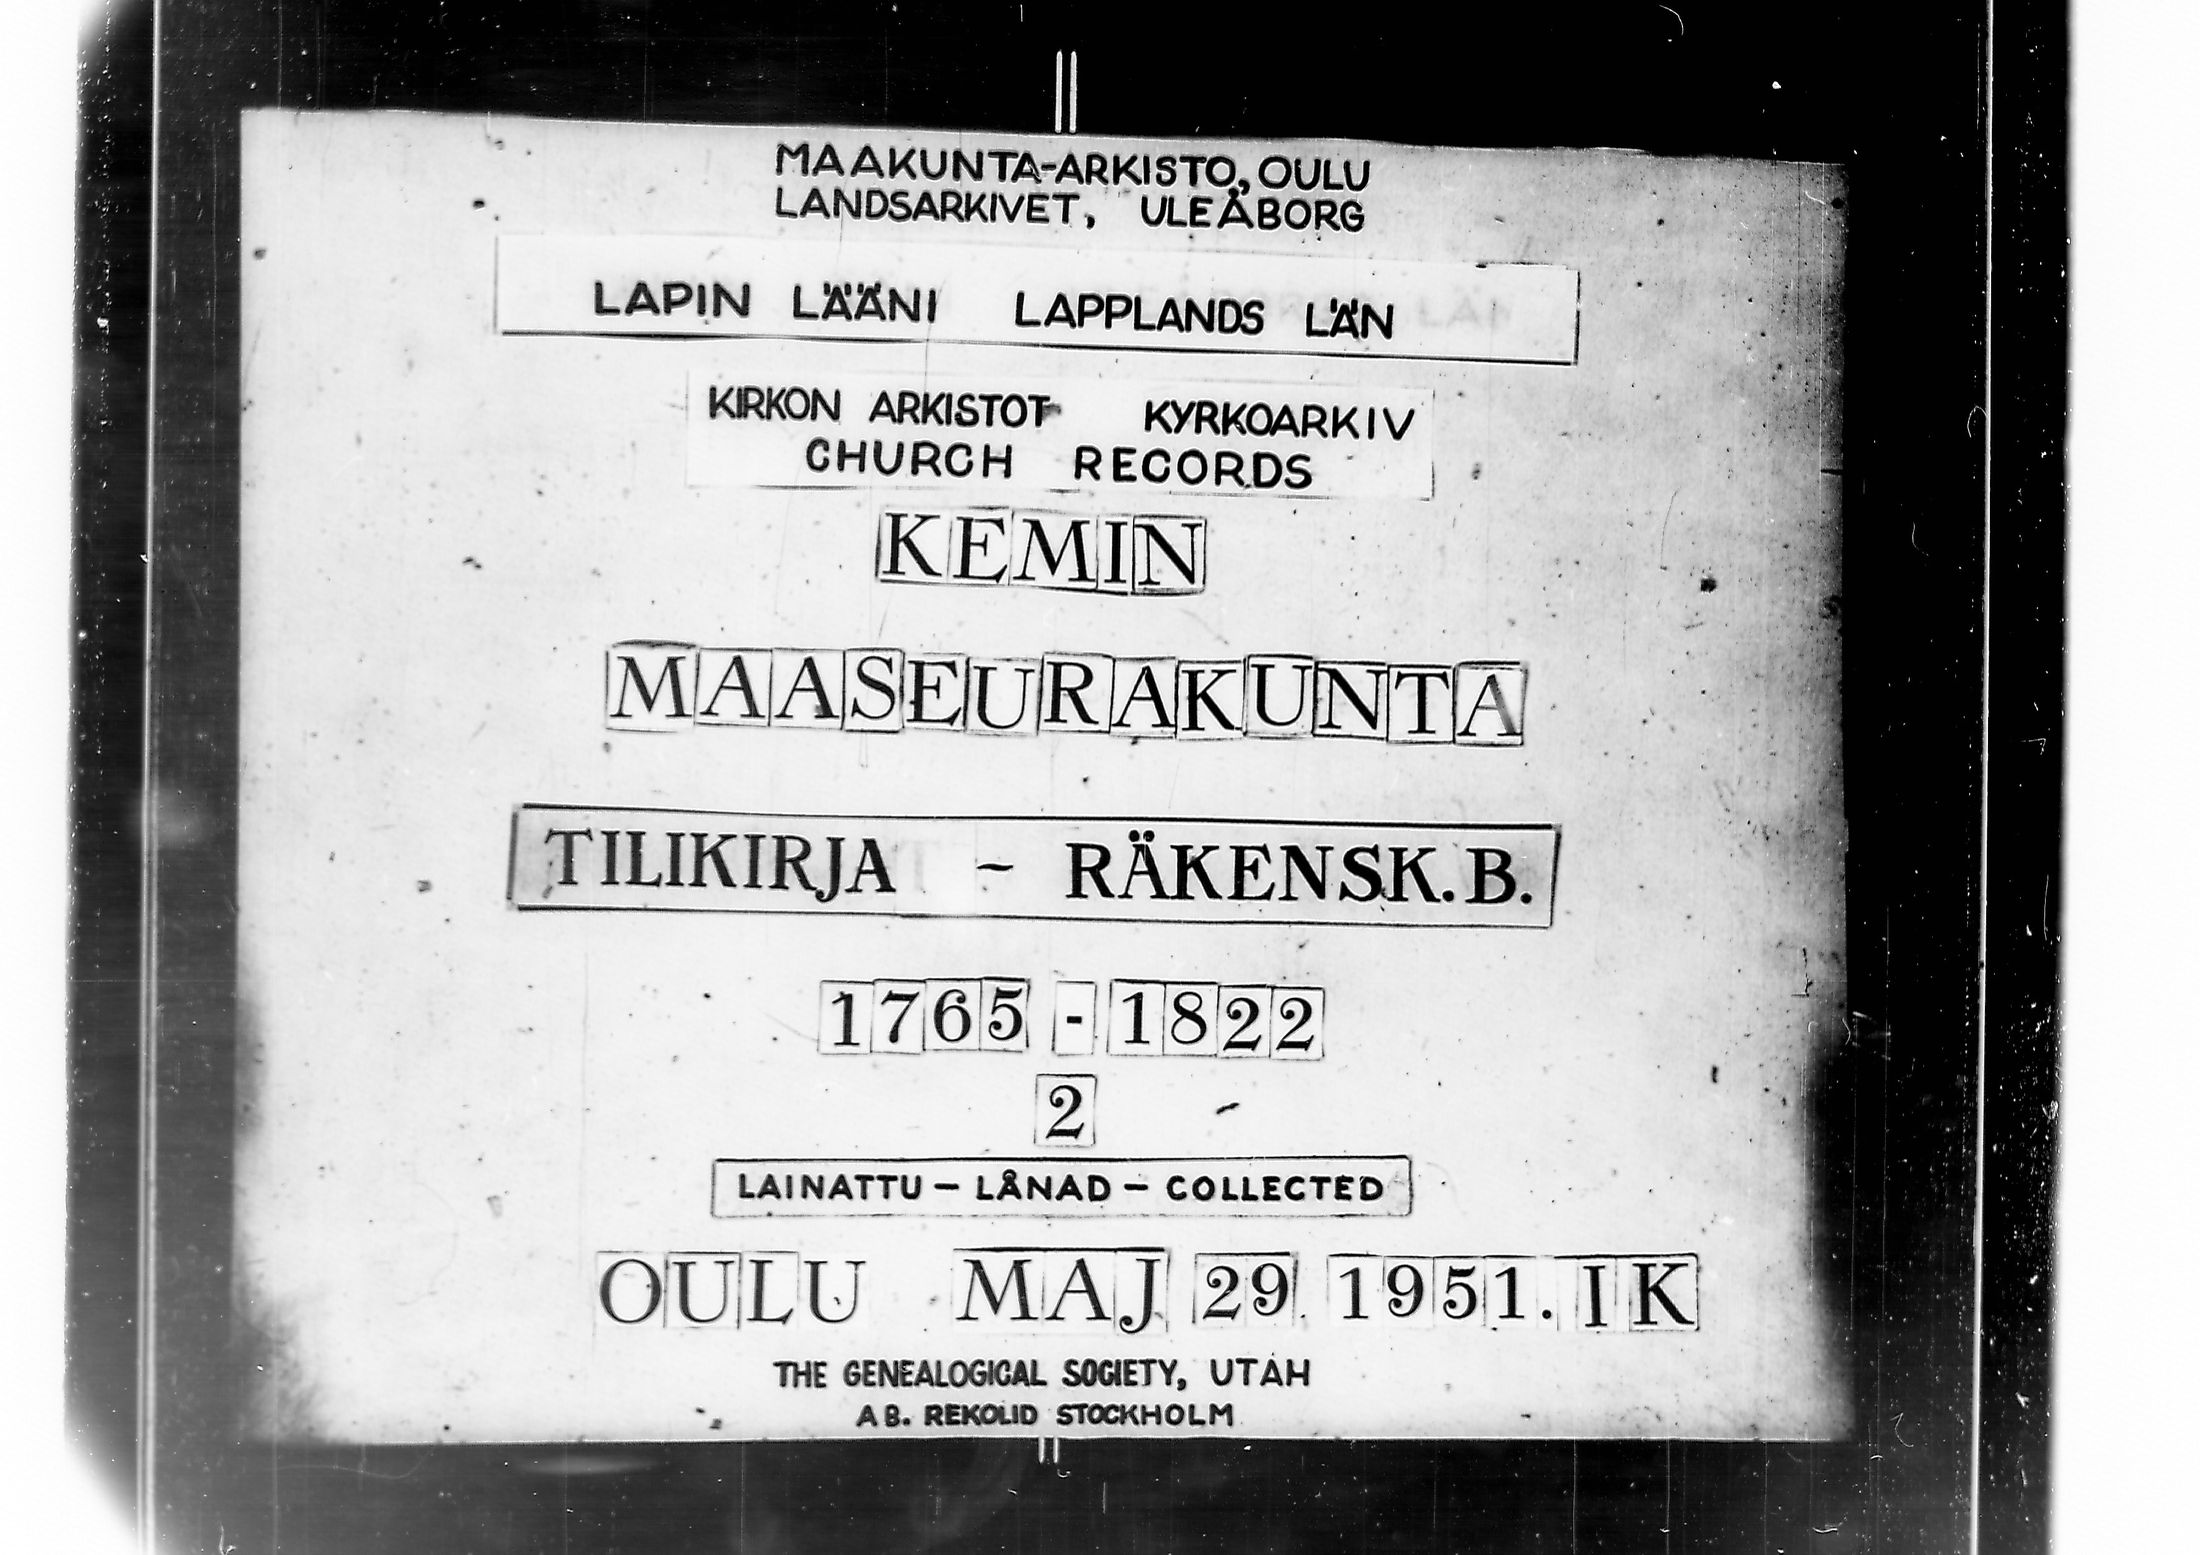 MAAKUNTA-ARKISTO, OULU
LANDSARKIVET, ULEÅBORG
LAPIN LÄÄNI LAPPLANDS LÄN
KIRKON ARKISTOT KYRKOARKIV
CHURCH RECORDS
KEMIN
MAASEURAKUNTA
TILIKIRJA - RÄKENSK. B.
1765 - 1822
2
LAINATTU - LÅNAD - COLLECTED
OULU MAJ 29 1951. IK
THE GENEALOGICAL SOCIETY, UTAH
AB. REKOLID STOCKHOLM